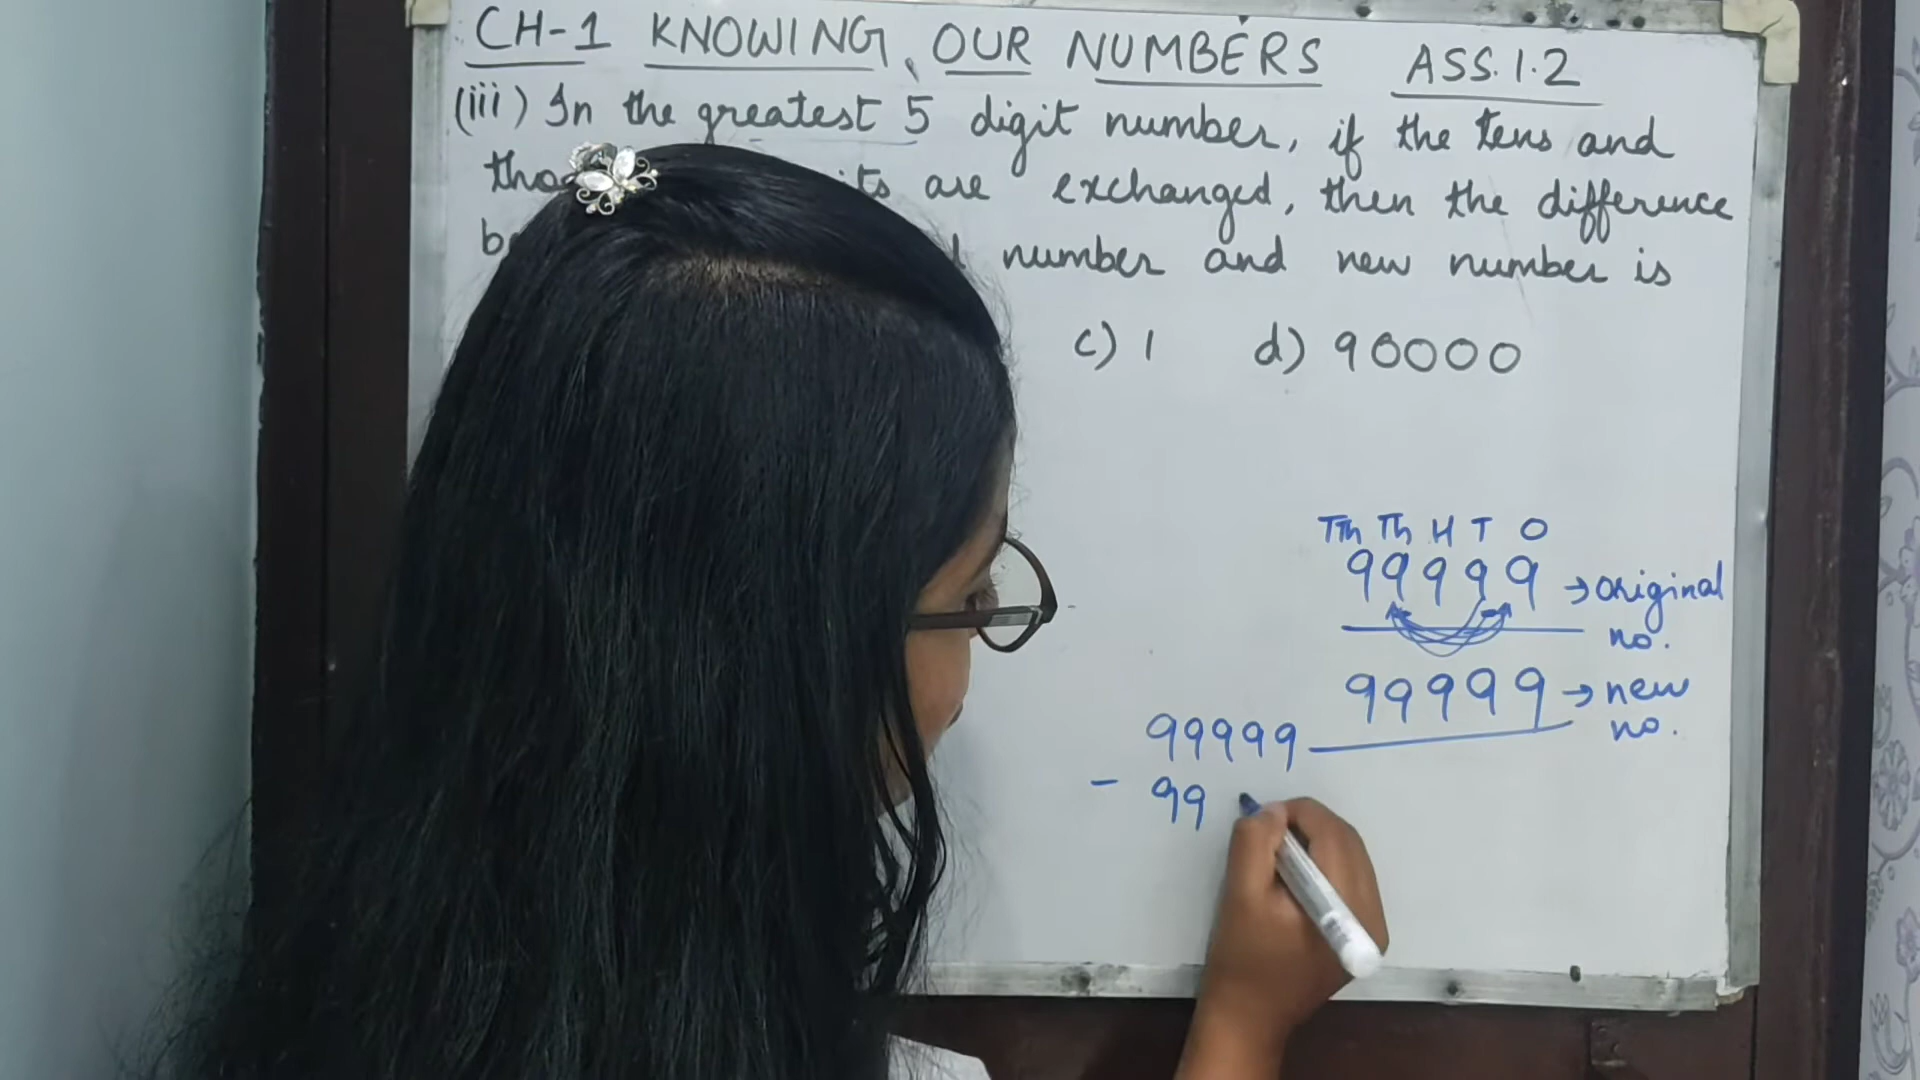 CH-1 KNOWING OUR NUMBERS ASS. 1.2
(iii) In the greatest 5 digit number, if the tens and
are exchanged, then the difference
number and new number is
c) 1 d) 90000
TTh Th H T O
99999 → original
no.
99999 → new
no.
99999
- 99